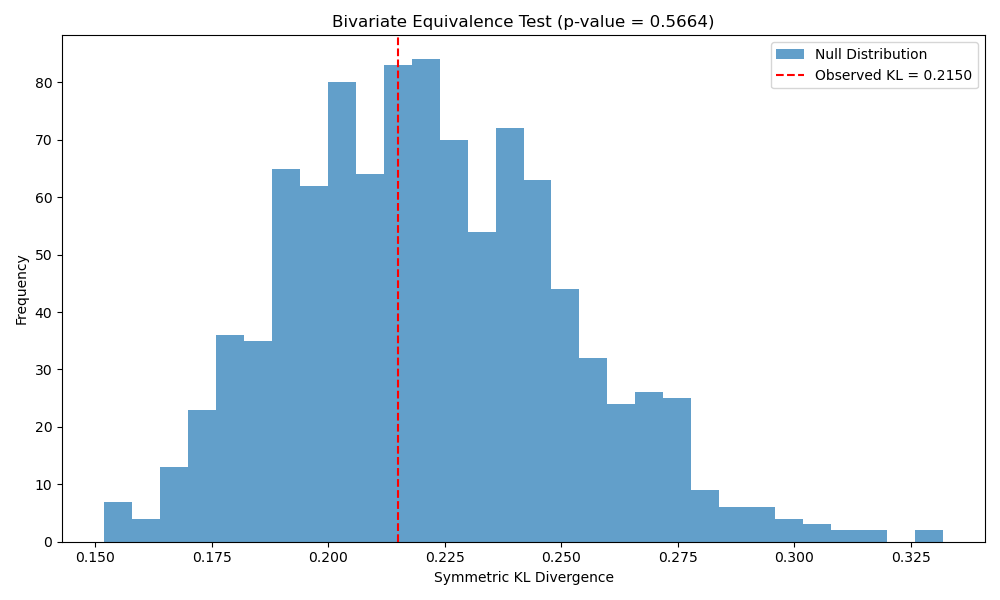 Bivariate Equivalence Test (p-value = 0.5664)
Null Distribution
Observed KL = 0.2150
Frequency
80
70
60
50
40
30
20
10
0
0.150 0.175 0.200 0.225 0.250 0.275 0.300 0.325
Symmetric KL Divergence